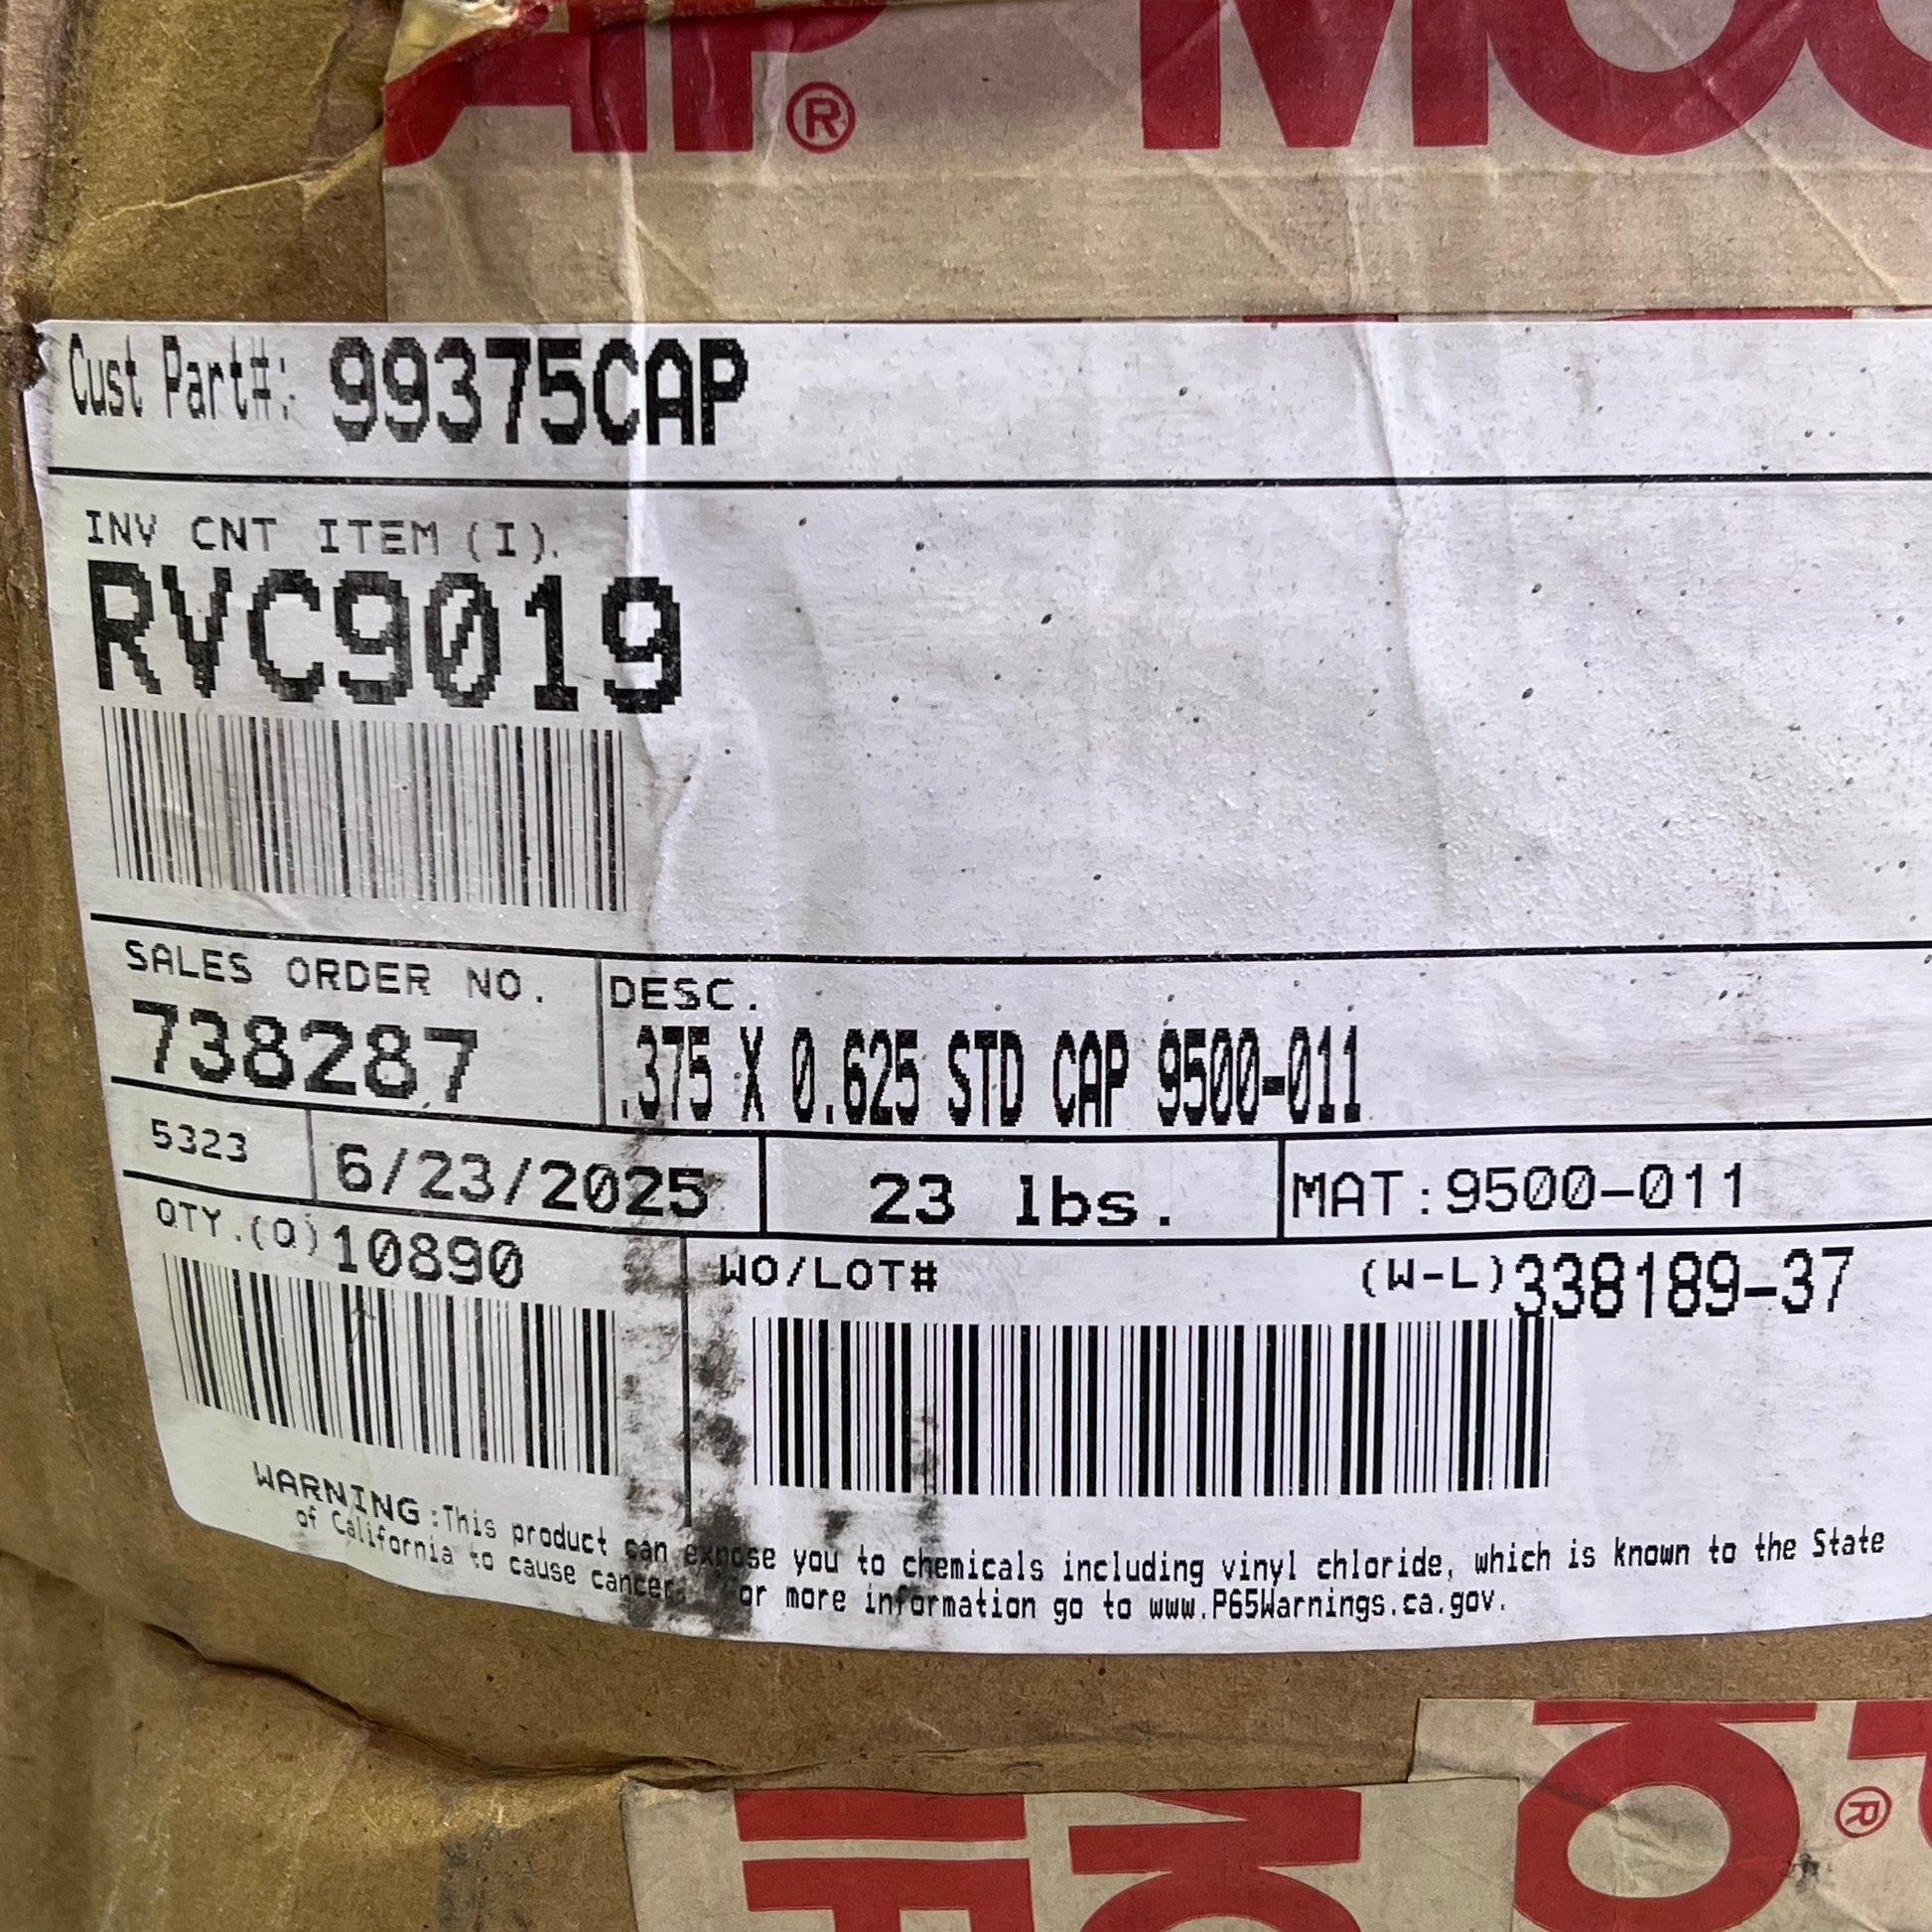 AP® MOC
Cust Part#: 99375CAP
INV CNT ITEM (I).
RVC9019
SALES ORDER NO.
738287
DESC.
.375 X 0.625 STD CAP 9500-011
5323
6/23/2025
23 lbs.
MAT:9500-011
QTY.(Q)10890
WO/LOT#
(W-L)338189-37
WARNING:This product can expose you to chemicals including vinyl chloride, which is known to the State
of California to cause cancer. or more information go to www.P65Warnings.ca.gov.
®